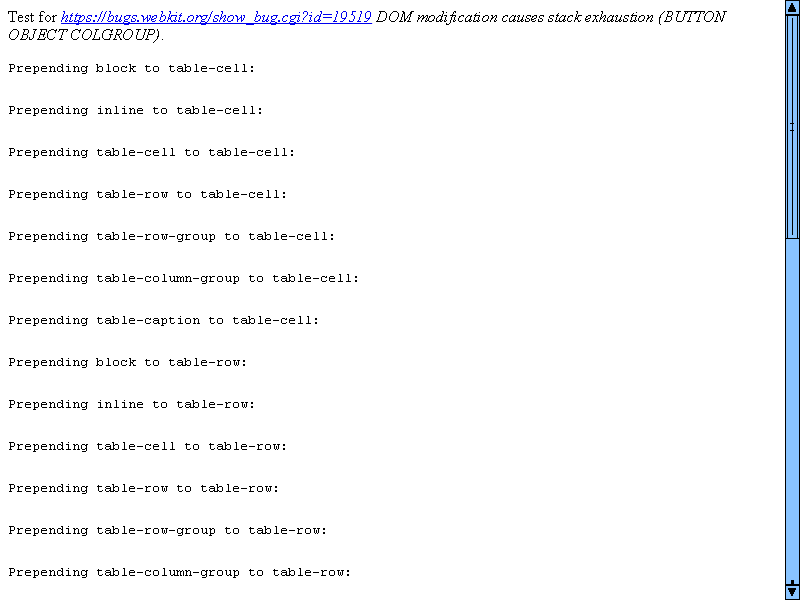 Test for https://bugs.webkit.org/show_bug.cgi?id=19519 DOM modification causes stack exhaustion (BUTTON
OBJECT COLGROUP).
Prepending block to table-cell:
Prepending inline to table-cell:
Prepending table-cell to table-cell:
Prepending table-row to table-cell:
Prepending table-row-group to table-cell:
Prepending table-column-group to table-cell:
Prepending table-caption to table-cell:
Prepending block to table-row:
Prepending inline to table-row:
Prepending table-cell to table-row:
Prepending table-row to table-row:
Prepending table-row-group to table-row:
Prepending table-column-group to table-row: